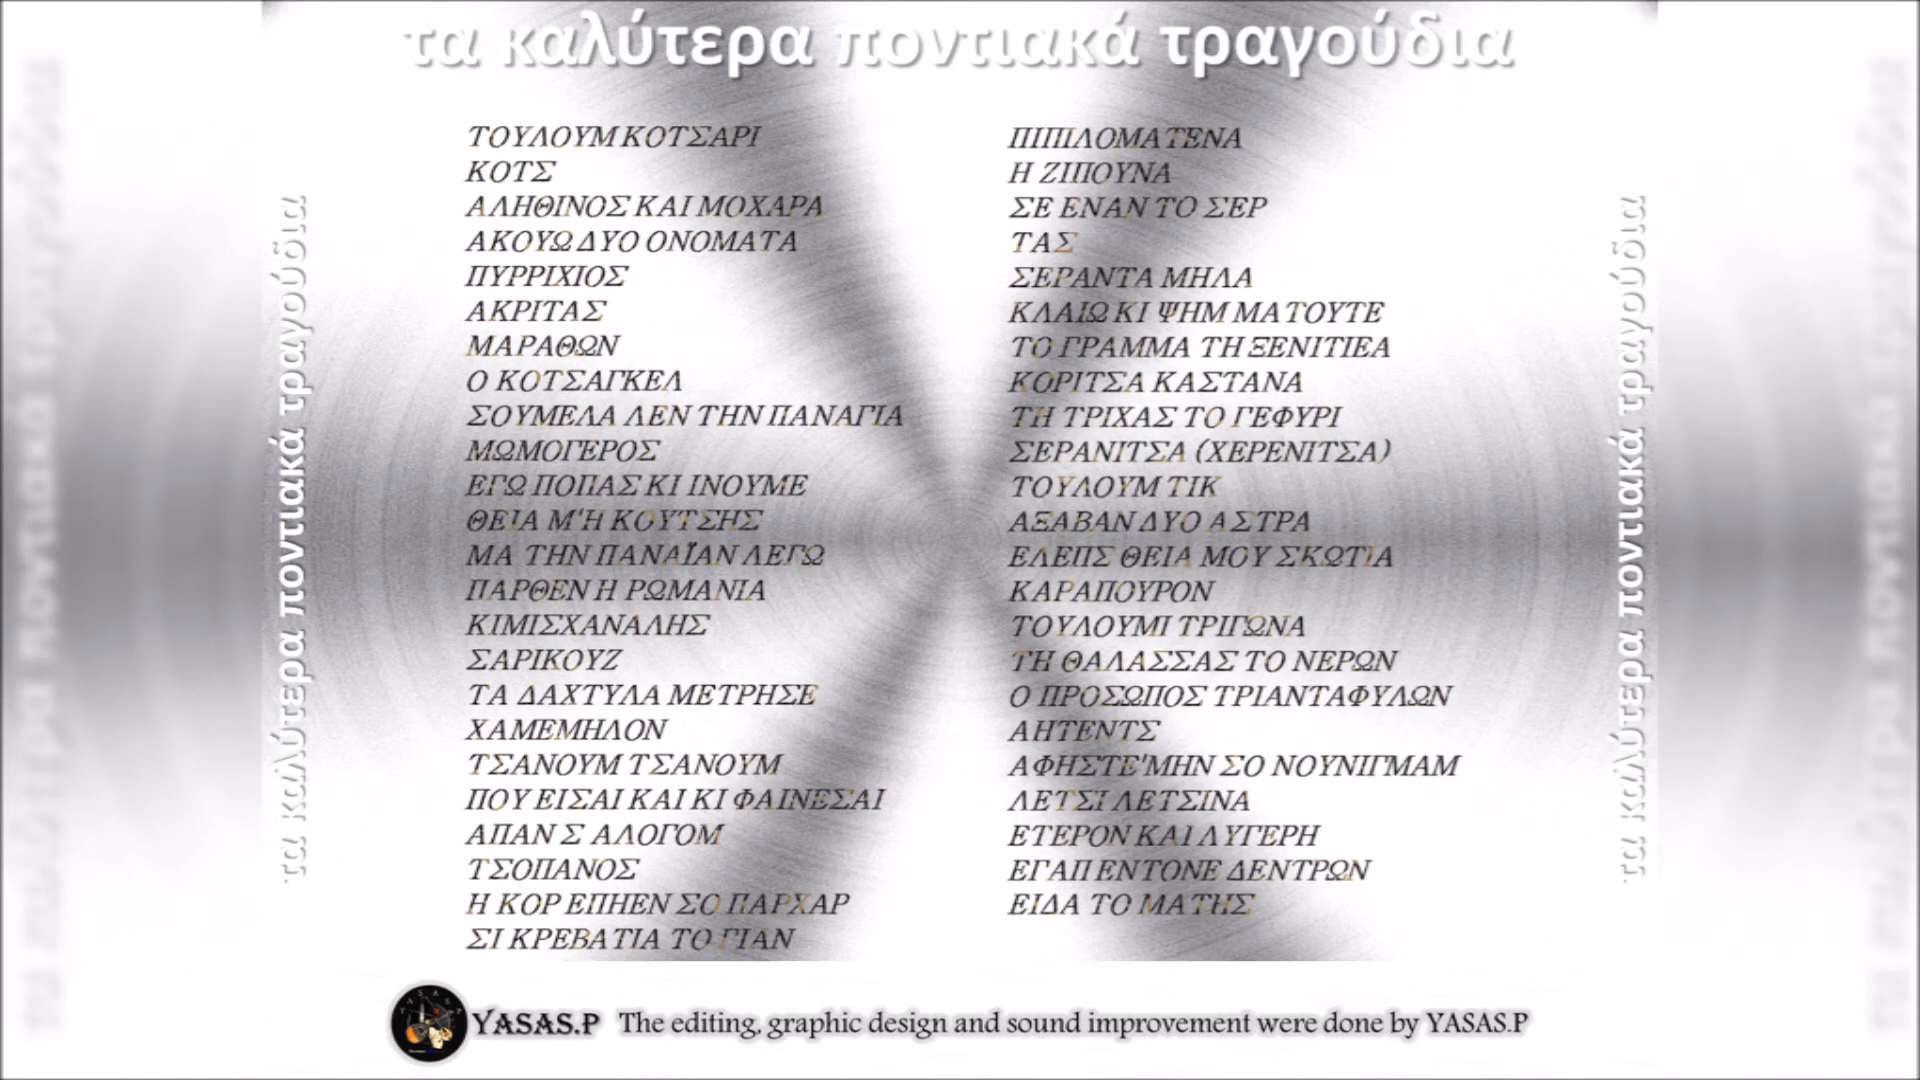 τα καλύτερα ποντιακά τραγούδια
ΤΟΥΛΟΥΜ ΚΟΤΣΑΡΙ
ΚΟΤΣ
ΑΛΗΘΙΝΟΣ ΚΑΙ ΜΟΧΑΡΑ
ΑΚΟΥΩ ΔΥΟ ΟΝΟΜΑΤΑ
ΠΥΡΡΙΧΙΟΣ
ΑΚΡΙΤΑΣ
ΜΑΡΑΘΩΝ
Ο ΚΟΤΣΑΓΚΕΛ
ΣΟΥΜΕΛΑ ΛΕΝ ΤΗΝ ΠΑΝΑΓΙΑ
ΜΩΜΟΓΕΡΟΣ
ΕΓΩ ΠΟΠΑΣ ΚΙ ΙΝΟΥΜΕ
ΘΕΙΑ Μ'Η ΚΟΥΤΣΗΣ
ΜΑ ΤΗΝ ΠΑΝΑΪΑΝ ΛΕΓΩ
ΠΑΡΘΕΝ Η ΡΩΜΑΝΙΑ
ΚΙΜΙΣΧΑΝΑΛΗΣ
ΣΑΡΙΚΟΥΖ
ΤΑ ΔΑΧΤΥΛΑ ΜΕΤΡΗΣΕ
ΧΑΜΕΜΗΛΟΝ
ΤΣΑΝΟΥΜ ΤΣΑΝΟΥΜ
ΠΟΥ ΕΙΣΑΙ ΚΑΙ ΚΙ ΦΑΙΝΕΣΑΙ
ΑΠΑΝ Σ ΑΛΟΓΟΜ
ΤΣΟΠΑΝΟΣ
Η ΚΟΡ ΕΠΗΕΝ ΣΟ ΠΑΡΧΑΡ
ΣΙ ΚΡΕΒΑΤΙΑ ΤΟ ΓΙΑΝ
ΠΙΠΙΛΟΜΑΤΕΝΑ
Η ΖΙΠΟΥΝΑ
ΣΕ ΕΝΑΝ ΤΟ ΣΕΡ
ΤΑΣ
ΣΕΡΑΝΤΑ ΜΗΛΑ
ΚΛΑΙΩ ΚΙ ΨΗΜ ΜΑΤΟΥΤΕ
ΤΟ ΓΡΑΜΜΑ ΤΗ ΞΕΝΙΤΙΕΑ
ΚΟΡΙΤΣΑ ΚΑΣΤΑΝΑ
ΤΗ ΤΡΙΧΑΣ ΤΟ ΓΕΦΥΡΙ
ΣΕΡΑΝΙΤΣΑ (ΧΕΡΕΝΙΤΣΑ)
ΤΟΥΛΟΥΜ ΤΙΚ
ΑΞΑΒΑΝ ΔΥΟ ΑΣΤΡΑ
ΕΛΕΠΣ ΘΕΙΑ ΜΟΥ ΣΚΩΤΙΑ
ΚΑΡΑΠΟΥΡΟΝ
ΤΟΥΛΟΥΜΙ ΤΡΙΓΩΝΑ
ΤΗ ΘΑΛΑΣΣΑΣ ΤΟ ΝΕΡΩΝ
Ο ΠΡΟΣΩΠΟΣ ΤΡΙΑΝΤΑΦΥΛΩΝ
ΑΗΤΕΝΤΣ
ΑΦΗΣΤΕ'ΜΗΝ ΣΟ ΝΟΥΝΙΓΜΑΜ
ΛΕΤΣΙ ΛΕΤΣΙΝΑ
ΕΤΕΡΟΝ ΚΑΙ ΛΥΓΕΡΗ
ΕΓΑΠ ΕΝΤΟΝΕ ΔΕΝΤΡΩΝ
ΕΙΔΑ ΤΟ ΜΑΤΗΣ
τα καλύτερα ποντιακά τραγούδια
τα καλύτερα ποντιακά τραγούδια
YASAS.P The editing, graphic design and sound improvement were done by YASAS.P